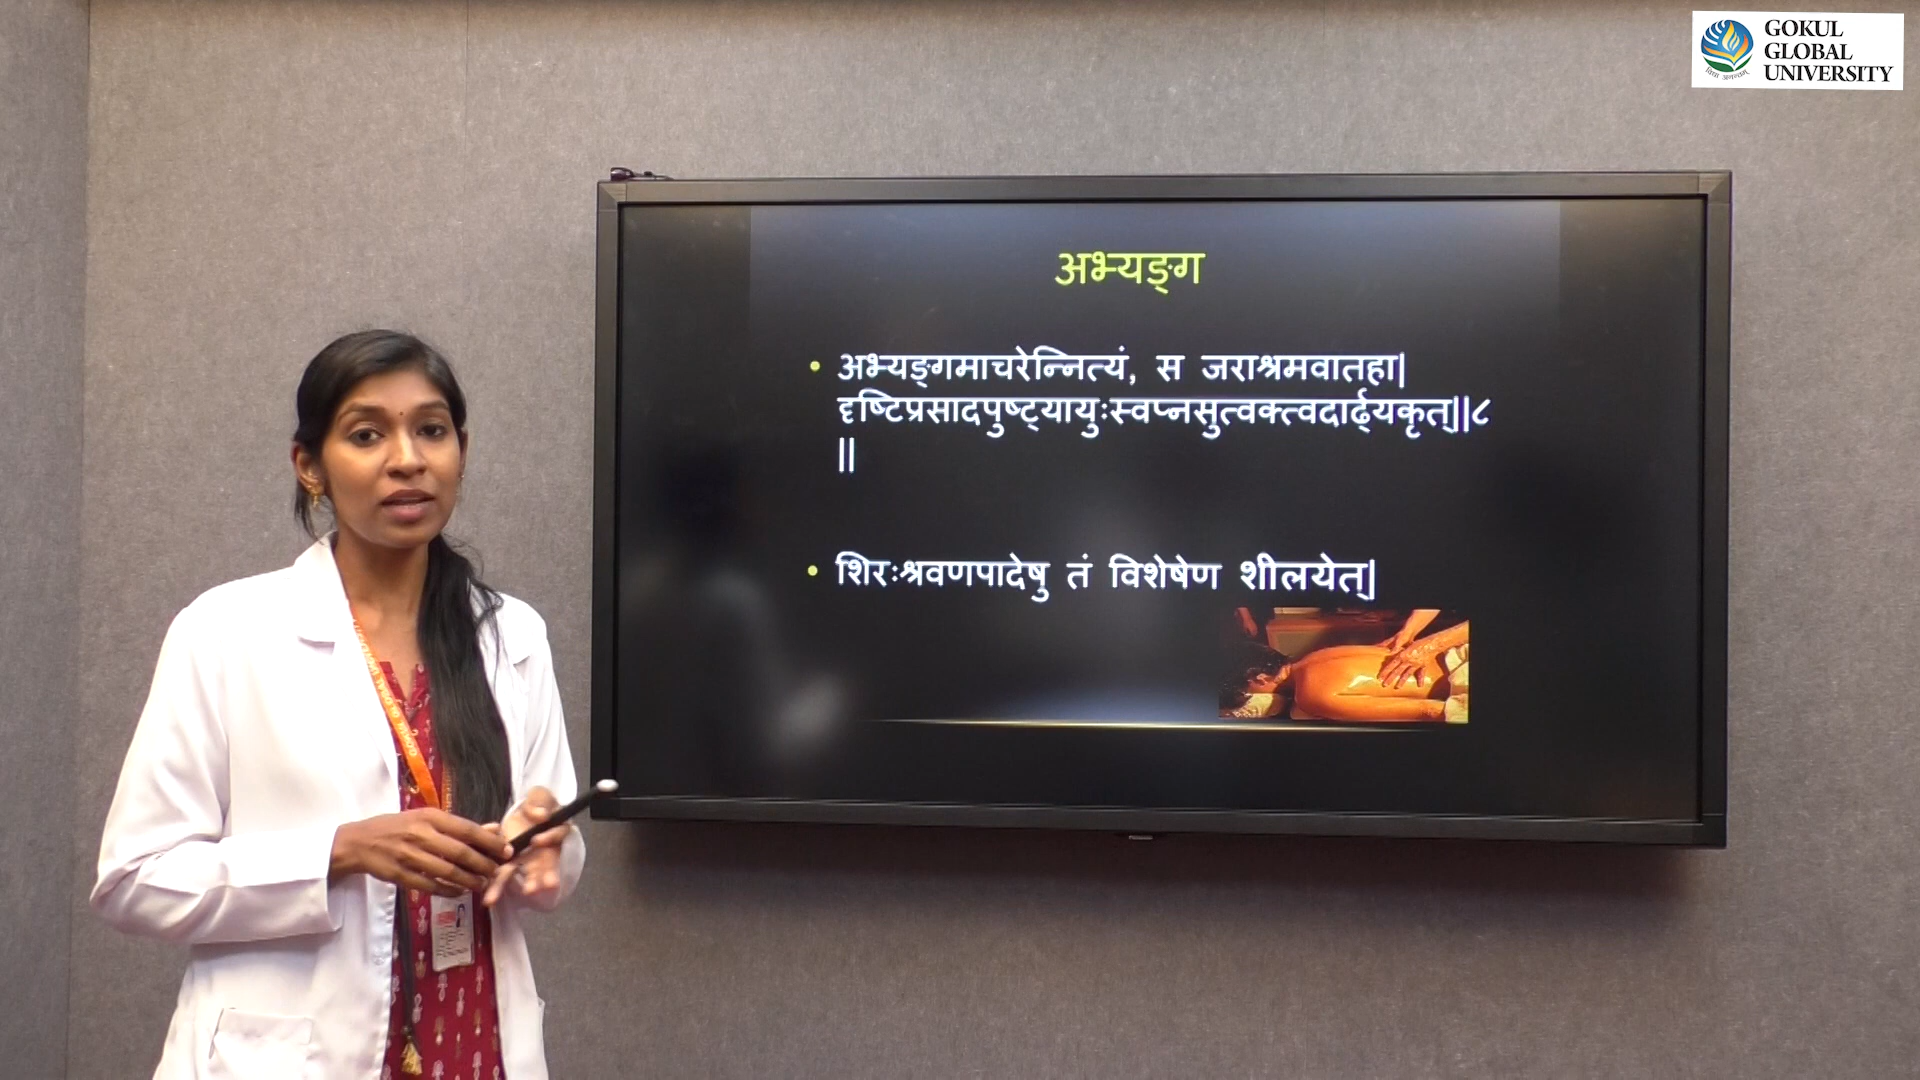 GOKUL
GLOBAL
UNIVERSITY
अभ्यङ्ग
• अभ्यङ्गमाचरेन्नित्यं, स जराश्रमवातहा|
दृष्टिप्रसादपुष्ट्यायुःस्वप्नसुत्वक्त्वदार्ढ्यकृत्||८
||
• शिरःश्रवणपादेषु तं विशेषेण शीलयेत्|